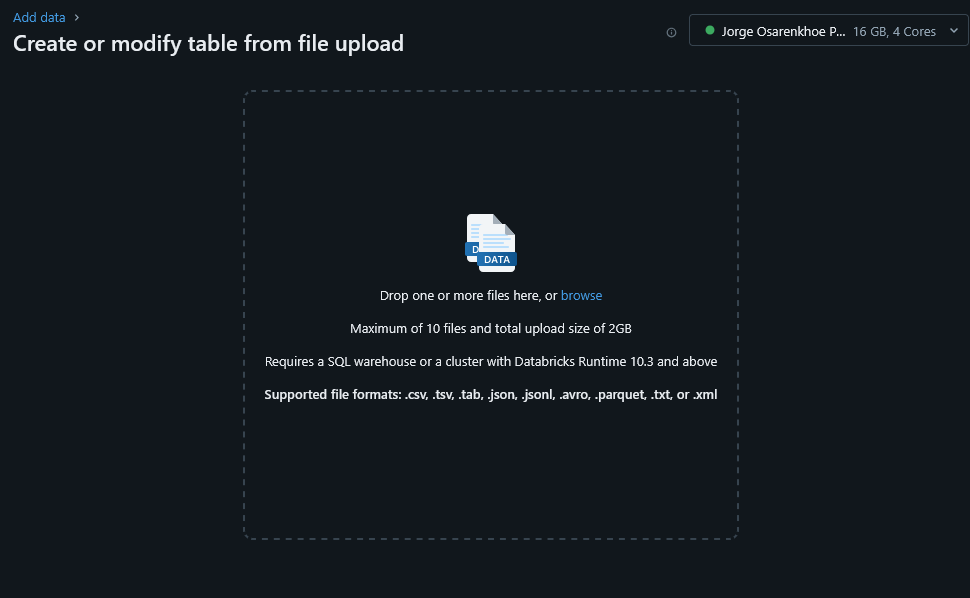 Add data ›
Create or modify table from file upload
Jorge Osarenkhoe P... 16 GB, 4 Cores
D
DATA
Drop one or more files here, or browse
Maximum of 10 files and total upload size of 2GB
Requires a SQL warehouse or a cluster with Databricks Runtime 10.3 and above
Supported file formats: .csv, .tsv, .tab, .json, .jsonl, .avro, .parquet, .txt, or .xml